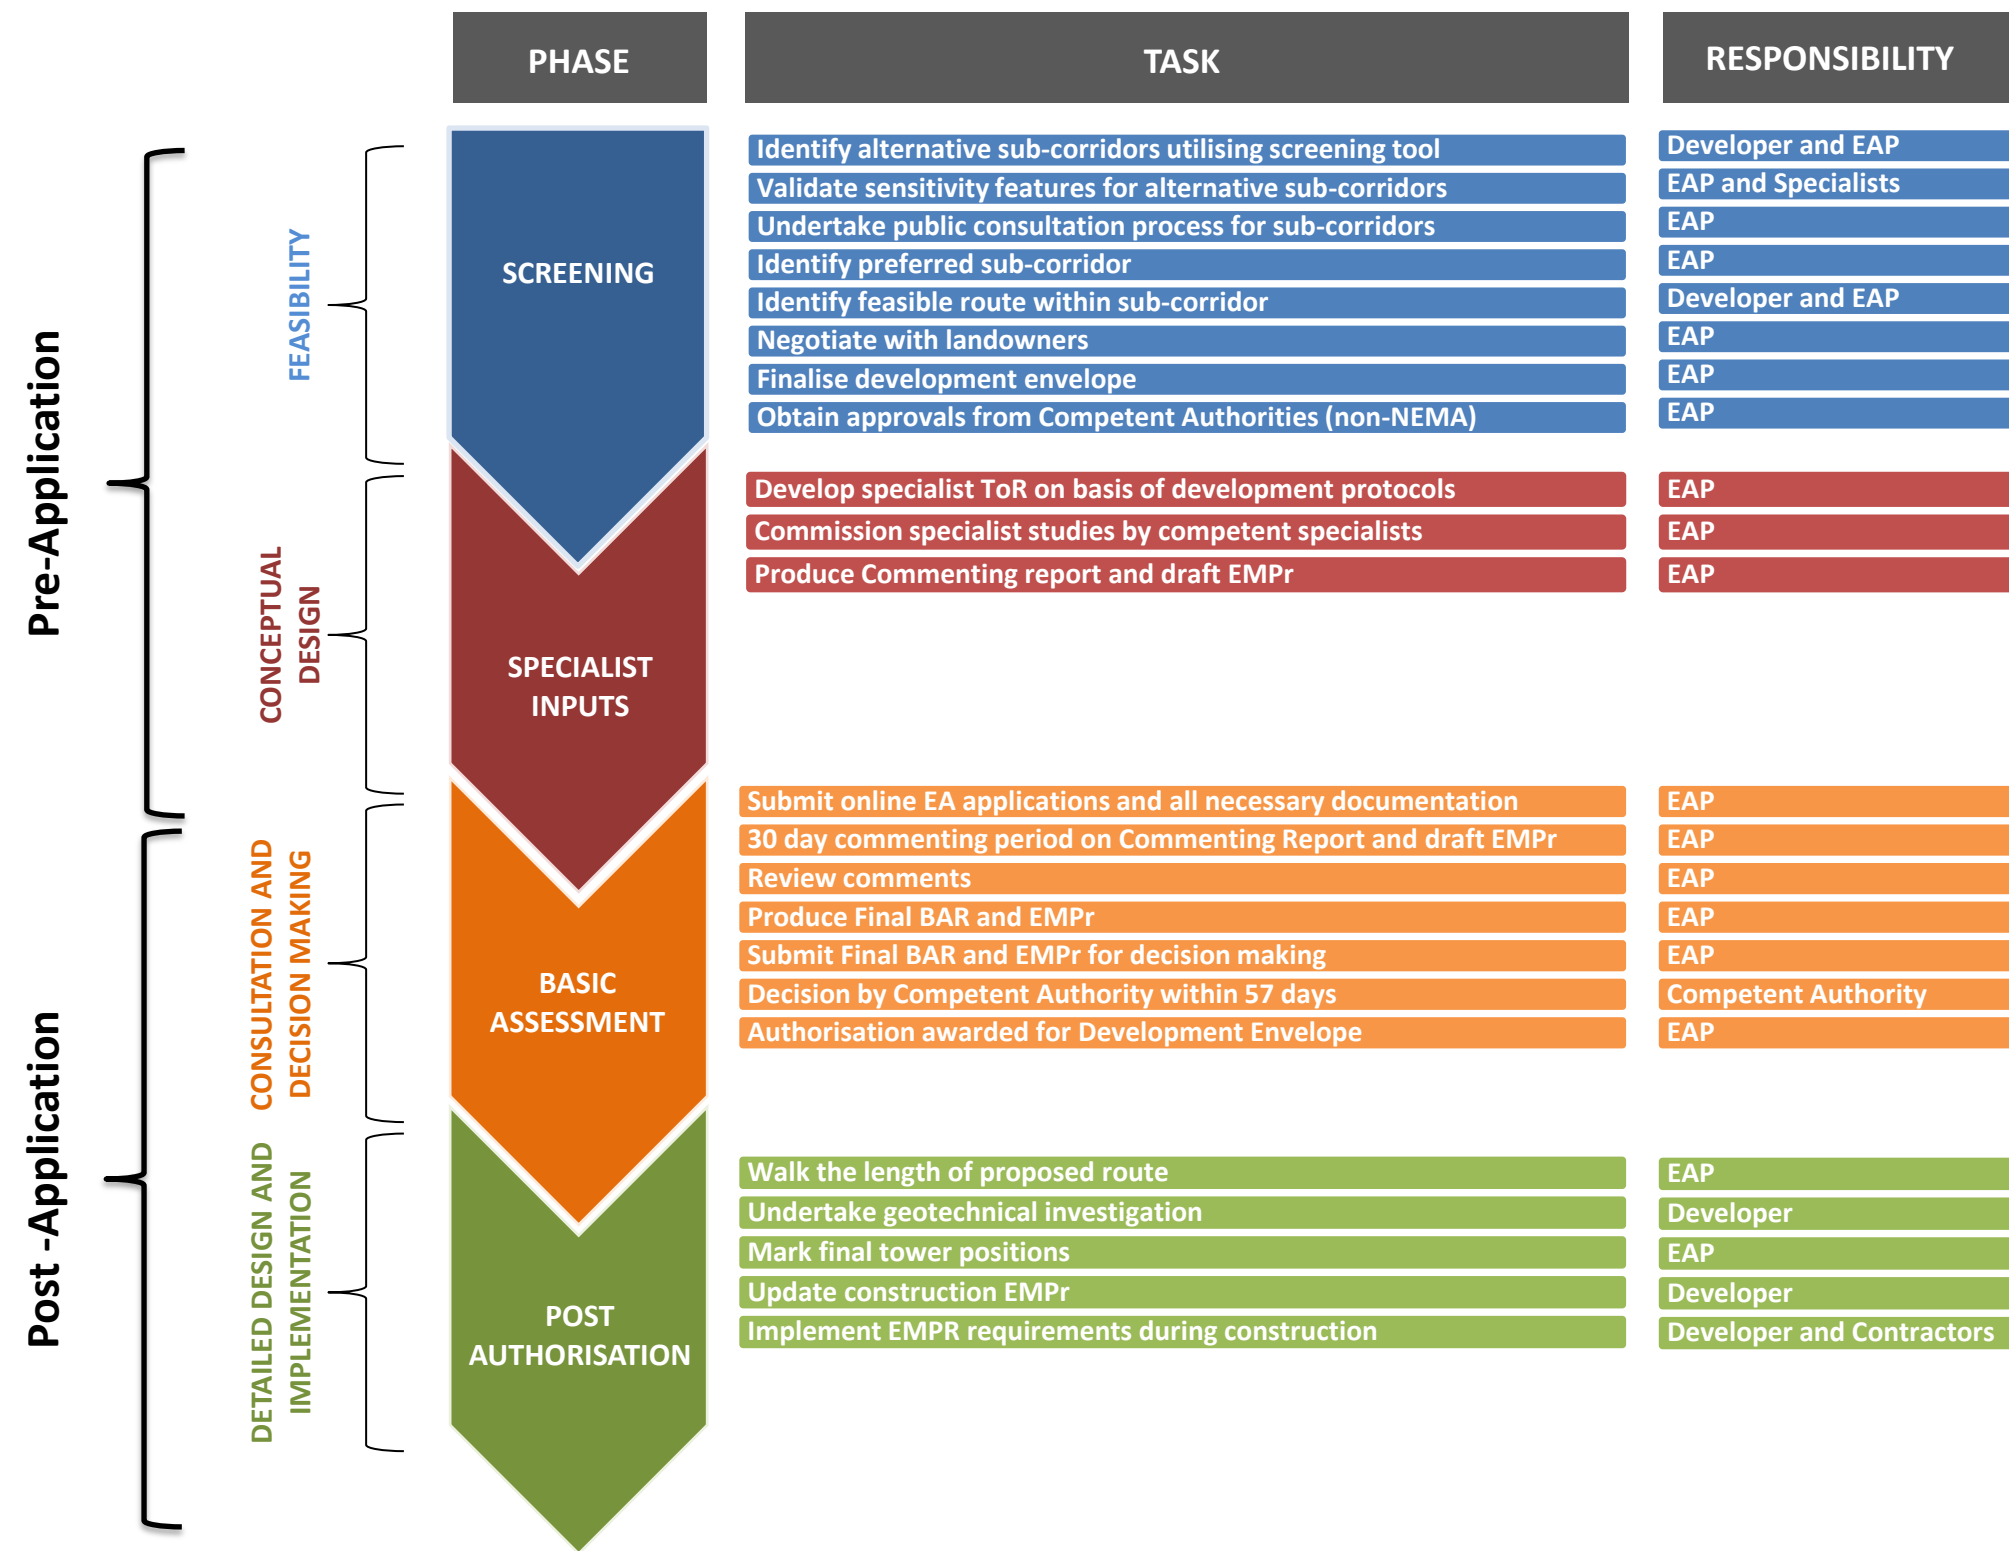 PHASE
TASK
RESPONSIBILITY
Pre-Application
FEASIBILITY
SCREENING
Identify alternative sub-corridors utilising screening tool
Developer and EAP
Validate sensitivity features for alternative sub-corridors
EAP and Specialists
Undertake public consultation process for sub-corridors
EAP
Identify preferred sub-corridor
EAP
Identify feasible route within sub-corridor
Developer and EAP
Negotiate with landowners
EAP
Finalise development envelope
EAP
Obtain approvals from Competent Authorities (non-NEMA)
EAP
CONCEPTUAL
DESIGN
SPECIALIST
INPUTS
Develop specialist ToR on basis of development protocols
EAP
Commission specialist studies by competent specialists
EAP
Produce Commenting report and draft EMPr
EAP
Post -Application
CONSULTATION AND
DECISION MAKING
BASIC
ASSESSMENT
Submit online EA applications and all necessary documentation
EAP
30 day commenting period on Commenting Report and draft EMPr
EAP
Review comments
EAP
Produce Final BAR and EMPr
EAP
Submit Final BAR and EMPr for decision making
EAP
Decision by Competent Authority within 57 days
Competent Authority
Authorisation awarded for Development Envelope
EAP
DETAILED DESIGN AND
IMPLEMENTATION
POST
AUTHORISATION
Walk the length of proposed route
EAP
Undertake geotechnical investigation
Developer
Mark final tower positions
EAP
Update construction EMPr
Developer
Implement EMPR requirements during construction
Developer and Contractors